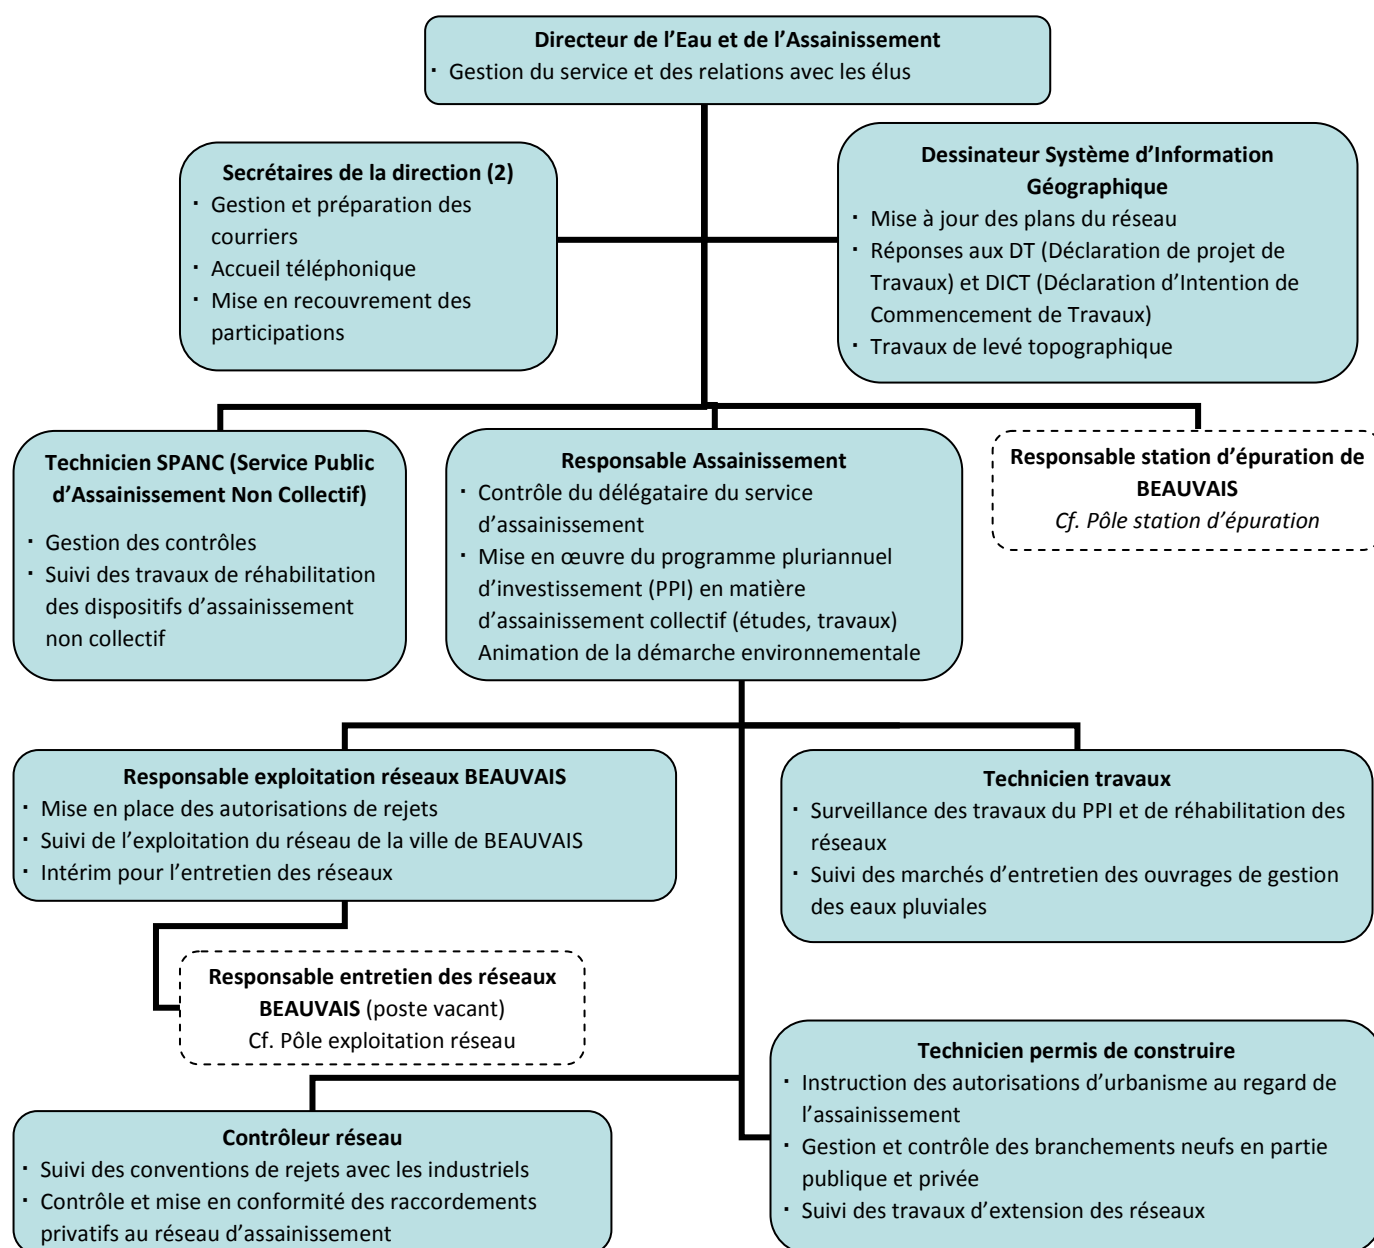 Directeur de l’Eau et de l’Assainissement
· Gestion du service et des relations avec les élus
Secrétaires de la direction (2)
· Gestion et préparation des
courriers
· Accueil téléphonique
· Mise en recouvrement des
participations
Dessinateur Système d’Information
Géographique
· Mise à jour des plans du réseau
· Réponses aux DT (Déclaration de projet de
Travaux) et DICT (Déclaration d’Intention de
Commencement de Travaux)
· Travaux de levé topographique
Technicien SPANC (Service Public
d’Assainissement Non Collectif)
· Gestion des contrôles
· Suivi des travaux de réhabilitation
des dispositifs d’assainissement
non collectif
Responsable Assainissement
· Contrôle du délégataire du service
d’assainissement
· Mise en œuvre du programme pluriannuel
d’investissement (PPI) en matière
d’assainissement collectif (études, travaux)
Animation de la démarche environnementale
Responsable station d’épuration de
BEAUVAIS
Cf. Pôle station d’épuration
Responsable exploitation réseaux BEAUVAIS
· Mise en place des autorisations de rejets
· Suivi de l’exploitation du réseau de la ville de BEAUVAIS
· Intérim pour l’entretien des réseaux
Technicien travaux
· Surveillance des travaux du PPI et de réhabilitation des
réseaux
· Suivi des marchés d’entretien des ouvrages de gestion
des eaux pluviales
Responsable entretien des réseaux
BEAUVAIS (poste vacant)
Cf. Pôle exploitation réseau
Technicien permis de construire
· Instruction des autorisations d’urbanisme au regard de
l’assainissement
· Gestion et contrôle des branchements neufs en partie
publique et privée
· Suivi des travaux d’extension des réseaux
Contrôleur réseau
· Suivi des conventions de rejets avec les industriels
· Contrôle et mise en conformité des raccordements
privatifs au réseau d’assainissement